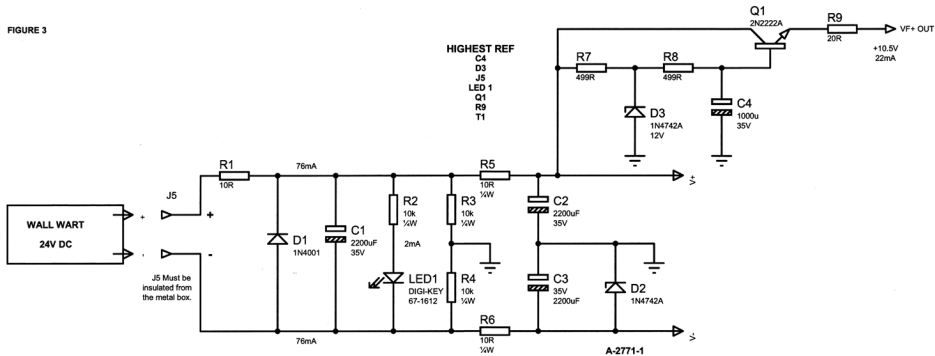 FIGURE 3
Q1
2N2222A
R9
20R
VF+ OUT
+10.5V
22mA
HIGHEST REF
C4
D3
J5
LED 1
Q1
R9
T1
R7
499R
R8
499R
D3
1N4742A
12V
C4
1000u
35V
WALL WART
24V DC
+
-
J5
+
-
J5 Must be
insulated from
the metal box.
R1
10R
76mA
D1
1N4001
C1
2200uF
35V
R2
10k
¼W
2mA
LED1
DIGI-KEY
67-1612
R3
10k
¼W
R4
10k
¼W
R5
10R
¼W
C2
2200uF
35V
V+
C3
35V
2200uF
D2
1N4742A
76mA
R6
10R
¼W
V-
A-2771-1